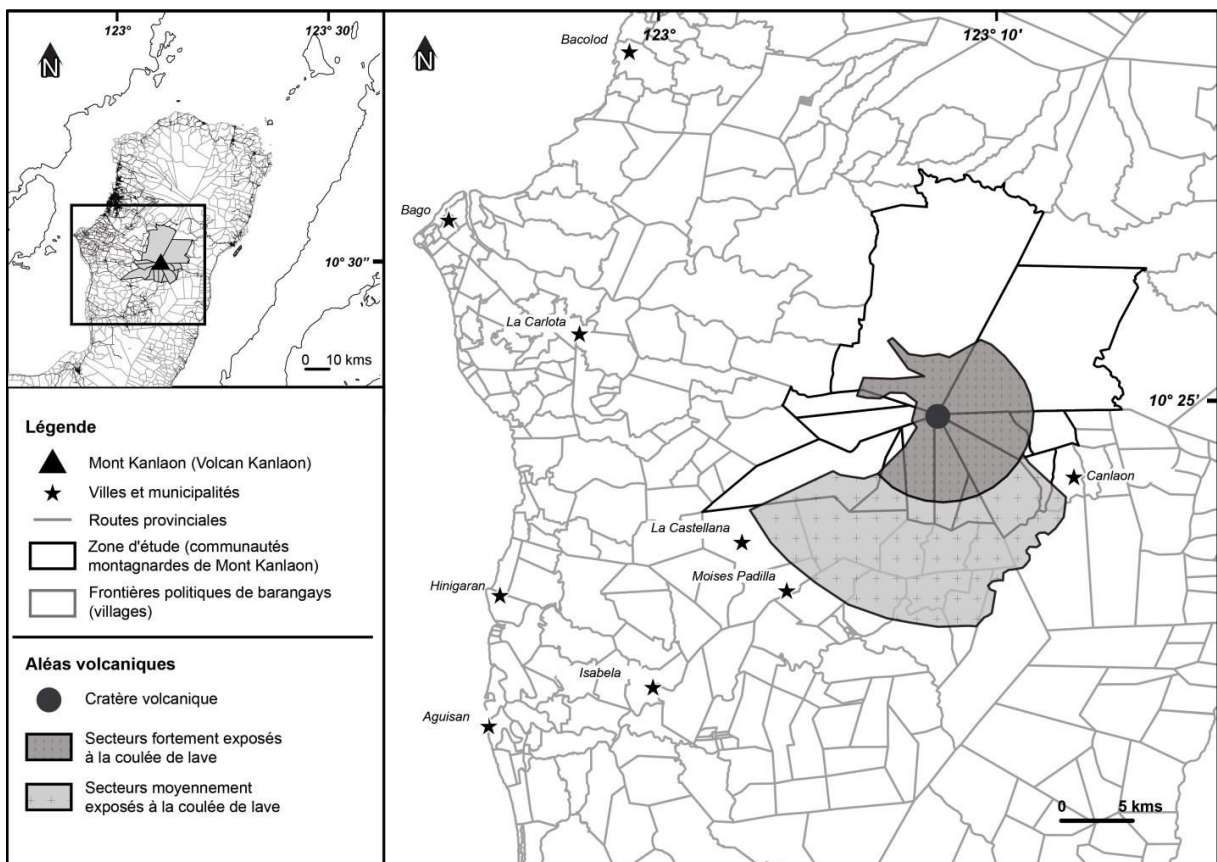 123°
123° 30'
N
10° 30"
0 10 kms
Légende
Mont Kanlaon (Volcan Kanlaon)
Villes et municipalités
Routes provinciales
Zone d'étude (communautés
montagnardes de Mont Kanlaon)
Frontières politiques de barangays
(villages)
Aléas volcaniques
Cratère volcanique
Secteurs fortement exposés
à la coulée de lave
Secteurs moyennement
exposés à la coulée de lave
123°
123° 10'
N
Bacolod
Bago
La Carlota
10° 25'
Canlaon
La Castellana
Moises Padilla
Hinigaran
Isabela
Aguisan
0 5 kms